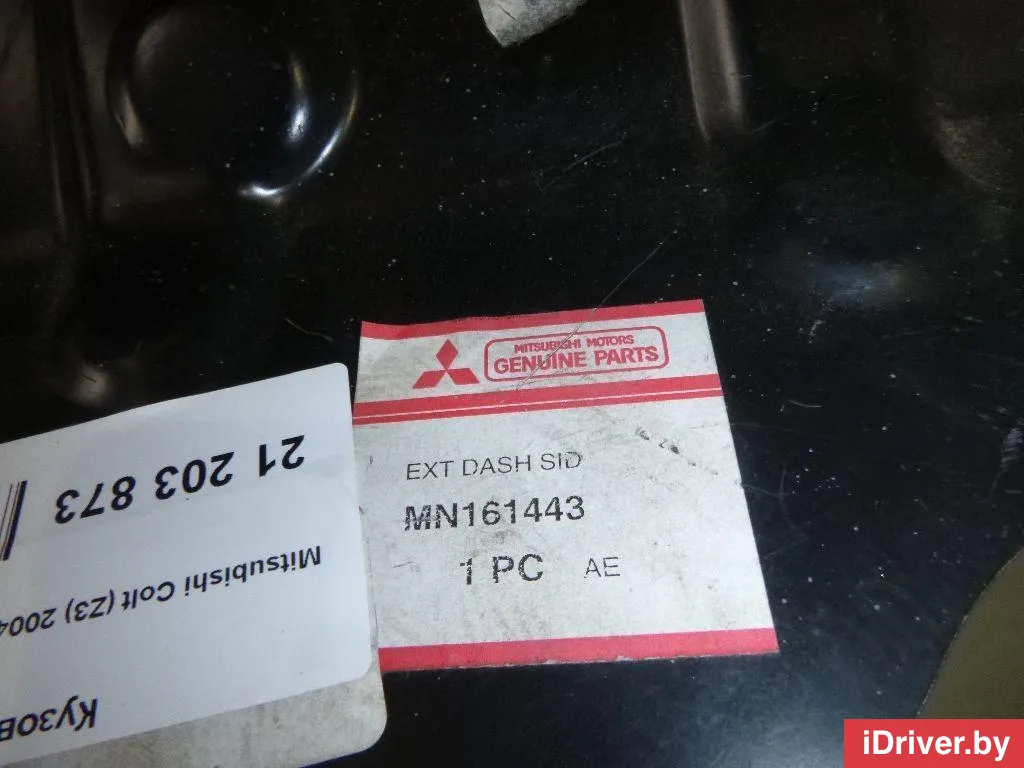 MITSUBISHI MOTORS
GENUINE PARTS
EXT DASH SID
MN161443
1 PC AE
21 203 873
Mitsubishi Colt (Z3) 2004
Кузов
iDriver.by